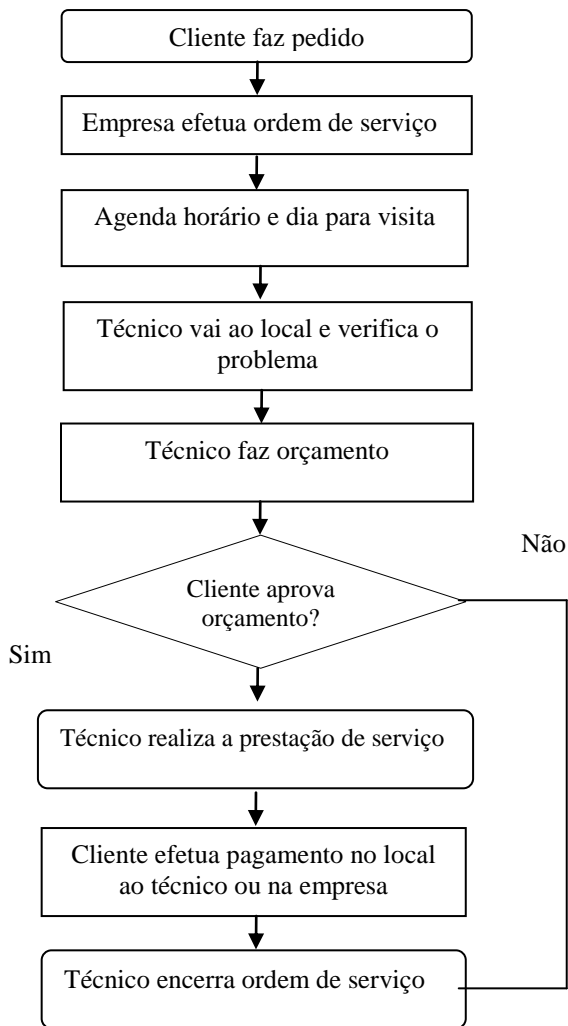 Cliente faz pedido
Empresa efetua ordem de serviço
Agenda horário e dia para visita
Técnico vai ao local e verifica o
problema
Técnico faz orçamento
Não
Cliente aprova
orçamento?
Sim
Técnico realiza a prestação de serviço
Cliente efetua pagamento no local
ao técnico ou na empresa
Técnico encerra ordem de serviço